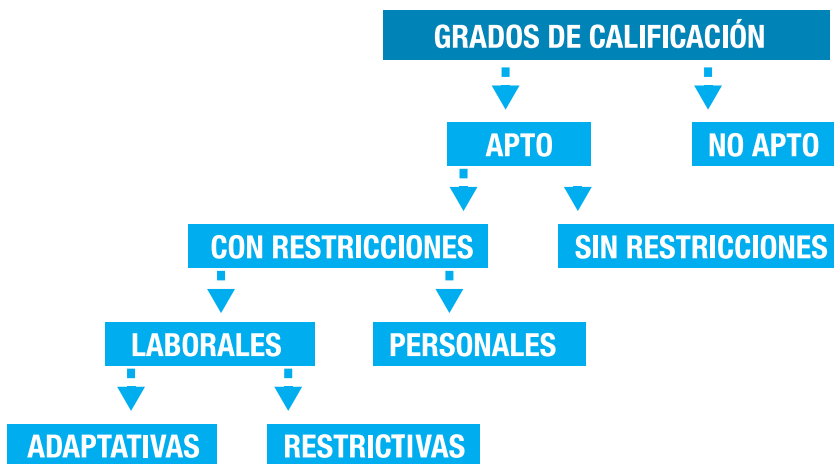 GRADOS DE CALIFICACIÓN
APTO
NO APTO
CON RESTRICCIONES
SIN RESTRICCIONES
LABORALES
PERSONALES
ADAPTATIVAS
RESTRICTIVAS